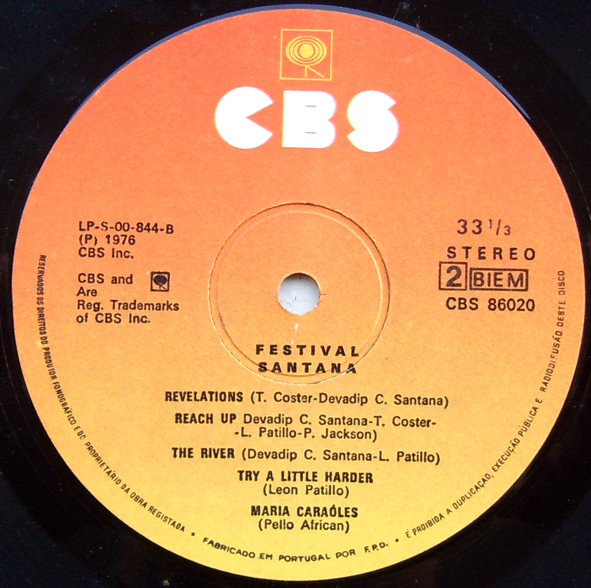 CBS
LP-S-00-844-B
(P) 1976
CBS Inc.
CBS and
Are
Reg. Trademarks
of CBS Inc.
33 1/3
STEREO
2 BIEM
CBS 86020
FESTIVAL
SANTANA
REVELATIONS (T. Coster-Devadip C. Santana)
REACH UP Devadip C. Santana-T. Coster-
-L. Patillo-P. Jackson)
THE RIVER (Devadip C. Santana-L. Patillo)
TRY A LITTLE HARDER
(Leon Patillo)
MARIA CARAÓLES
(Pello African)
RESERVADOS OS DIREITOS DO PRODUTOR FONOGRÁFICO E DO PROPRIETÁRIO DA OBRA REGISTADA • FABRICADO EM PORTUGAL POR F.P.D. • É PROIBIDA A DUPLICAÇÃO, EXECUÇÃO PÚBLICA E RADIODIFUSÃO DESTE DISCO